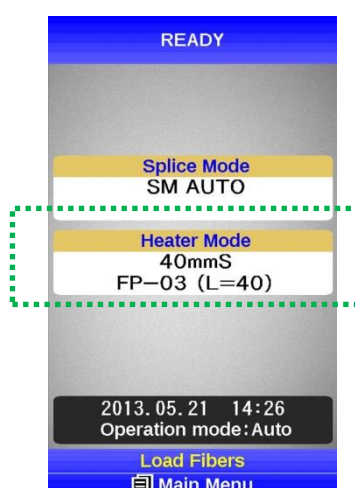 READY
Splice Mode
SM AUTO
Heater Mode
40mmS
FP-03 (L=40)
2013.05.21 14:26
Operation mode:Auto
Load Fibers
Main Menu